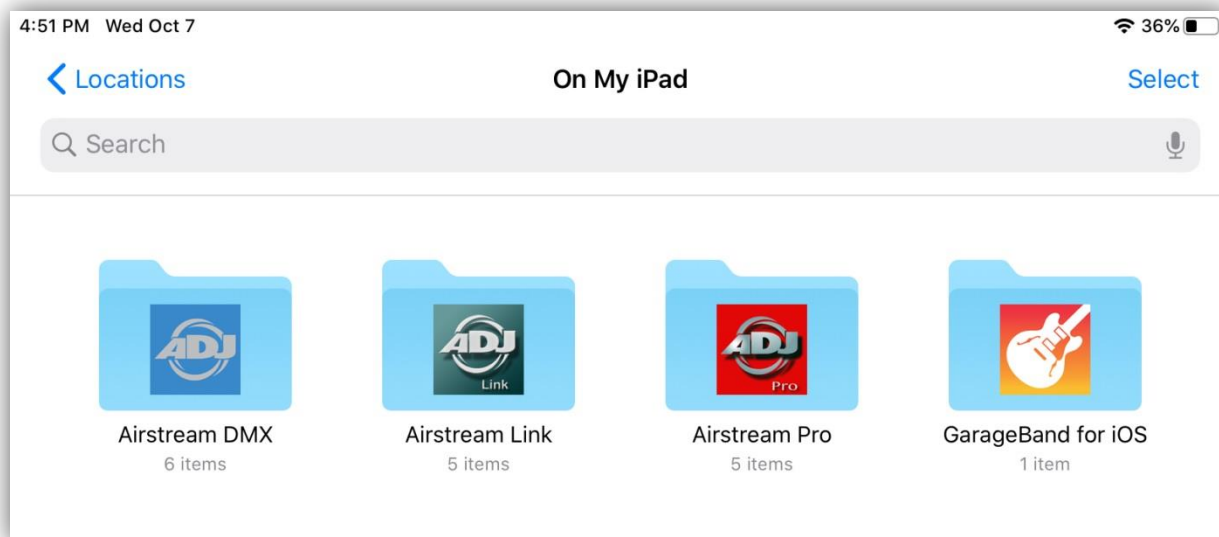 4:51 PM Wed Oct 7 36%
Locations On My iPad Select
Search
ADJ ADJ Link ADJ Pro
Airstream DMX Airstream Link Airstream Pro GarageBand for iOS
6 items 5 items 5 items 1 item